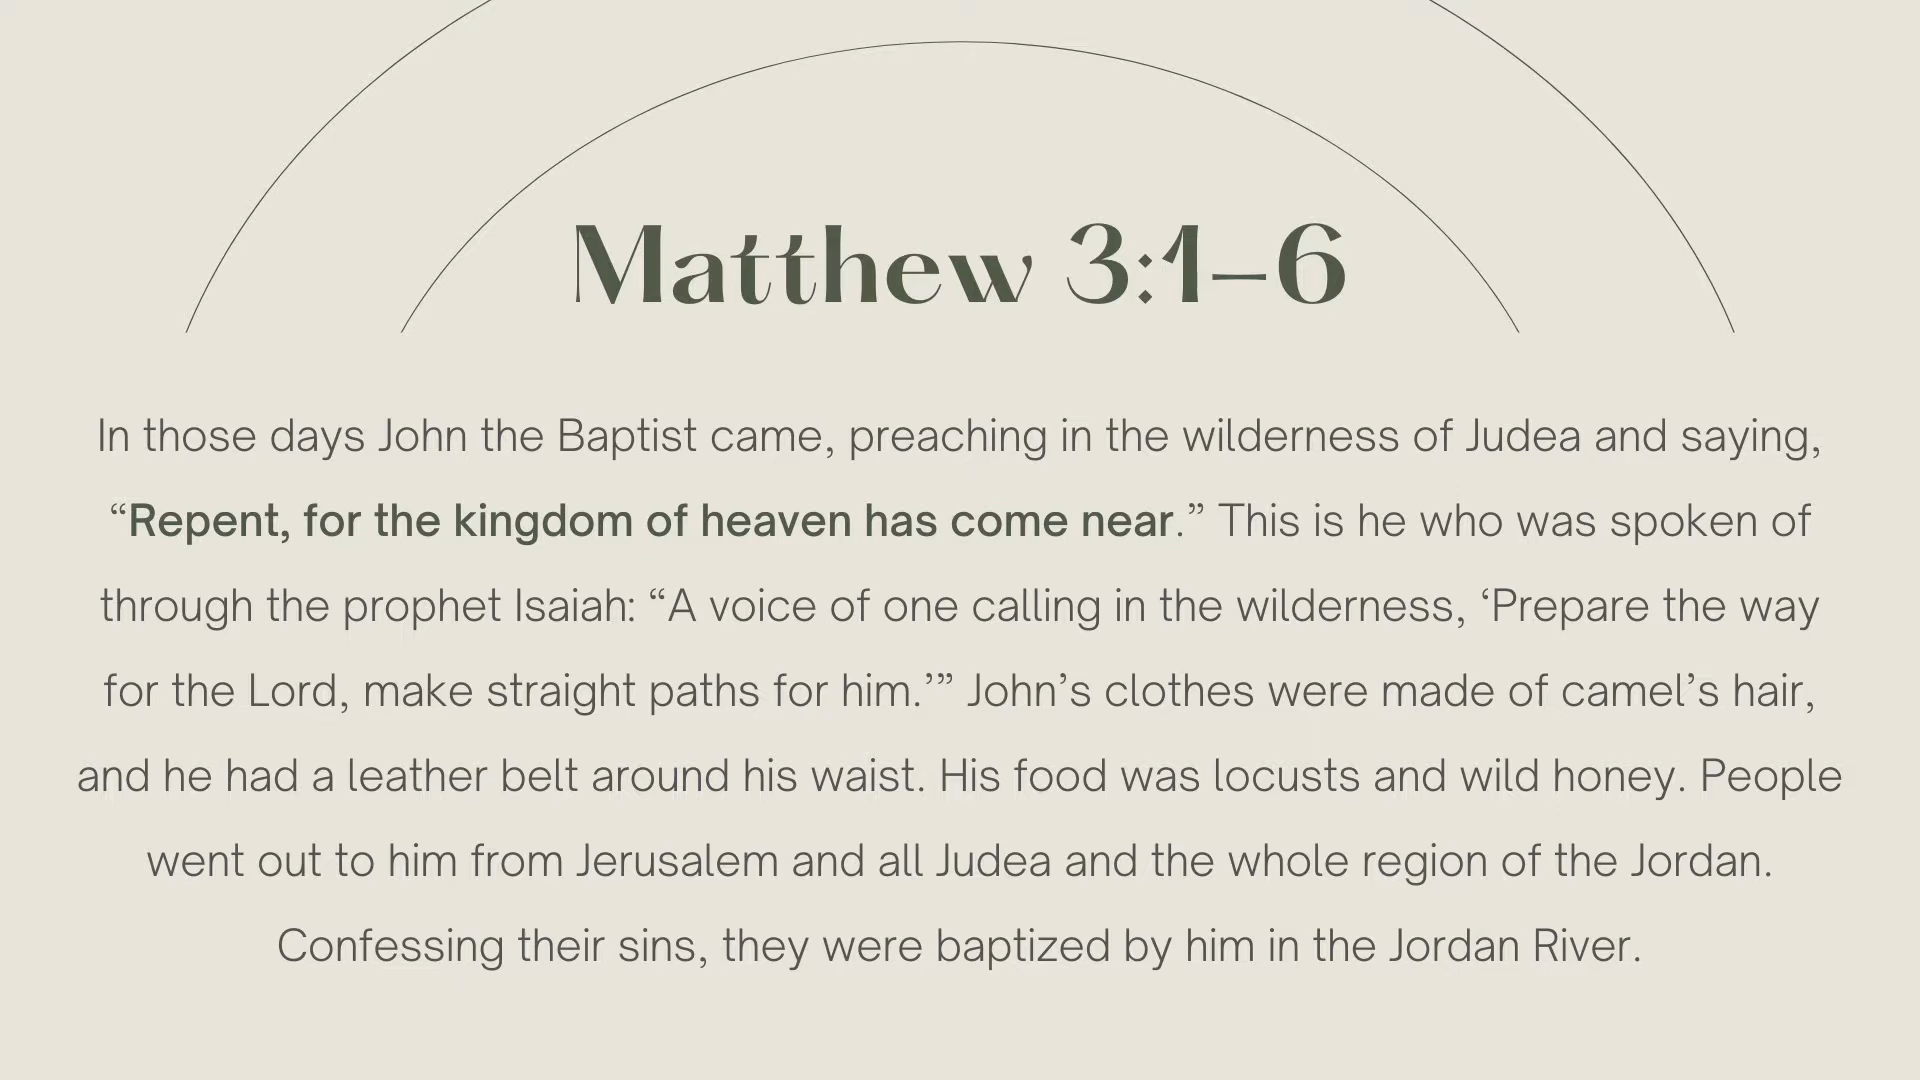 Matthew 3:1–6
In those days John the Baptist came, preaching in the wilderness of Judea and saying,
“Repent, for the kingdom of heaven has come near.” This is he who was spoken of
through the prophet Isaiah: “A voice of one calling in the wilderness, ‘Prepare the way
for the Lord, make straight paths for him.’” John’s clothes were made of camel’s hair,
and he had a leather belt around his waist. His food was locusts and wild honey. People
went out to him from Jerusalem and all Judea and the whole region of the Jordan.
Confessing their sins, they were baptized by him in the Jordan River.